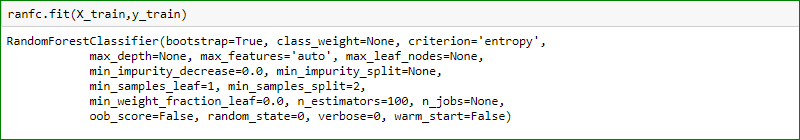 ranfc.fit(X_train,y_train)
RandomForestClassifier(bootstrap=True, class_weight=None, criterion='entropy',
max_depth=None, max_features='auto', max_leaf_nodes=None,
min_impurity_decrease=0.0, min_impurity_split=None,
min_samples_leaf=1, min_samples_split=2,
min_weight_fraction_leaf=0.0, n_estimators=100, n_jobs=None,
oob_score=False, random_state=0, verbose=0, warm_start=False)